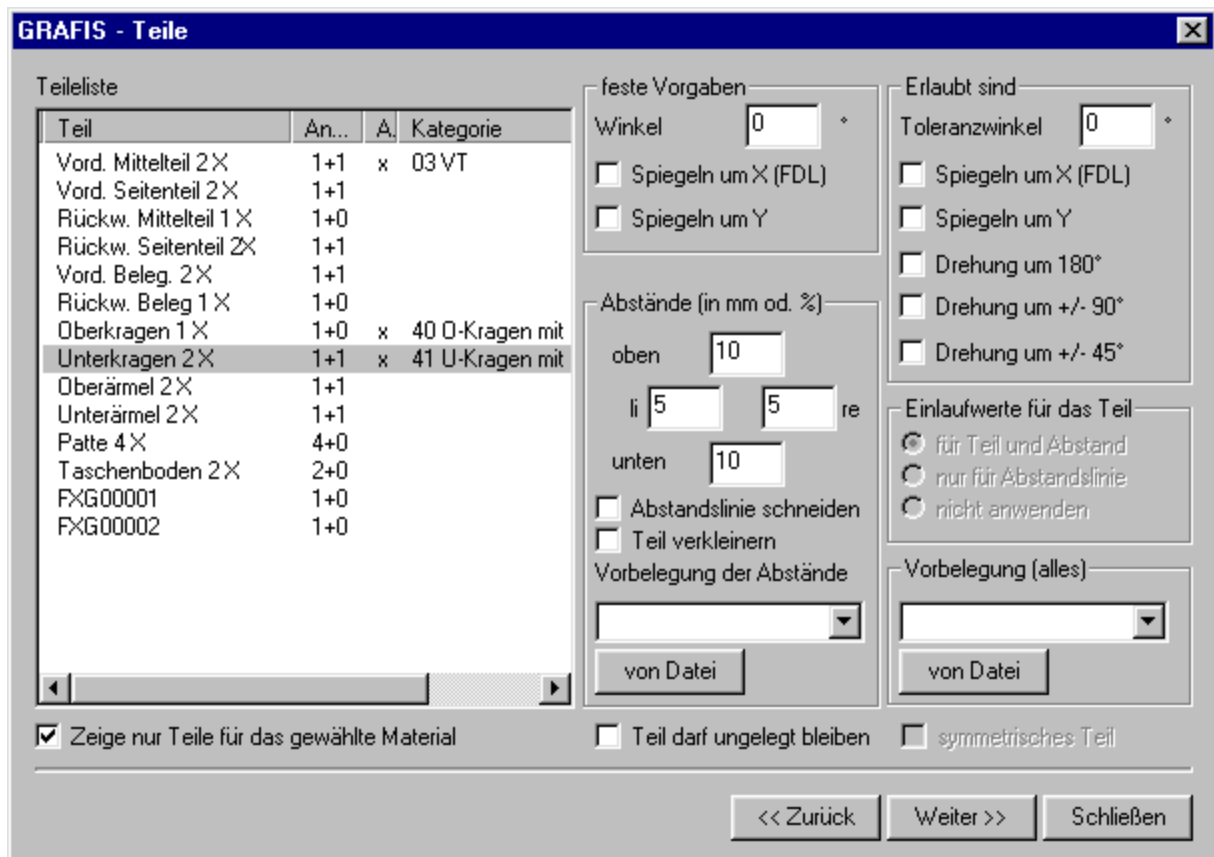 GRAFIS - Teile
Teileliste
Teil An... A. Kategorie
Vord. Mittelteil 2X 1+1 x 03 VT
Vord. Seitenteil 2X 1+1
Rückw. Mittelteil 1X 1+0
Rückw. Seitenteil 2X 1+1
Vord. Beleg. 2X 1+1
Rückw. Beleg 1X 1+0
Oberkragen 1X 1+0 x 40 O-Kragen mit
Unterkragen 2X 1+1 x 41 U-Kragen mit
Oberärmel 2X 1+1
Unterärmel 2X 1+1
Patte 4X 4+0
Taschenboden 2X 2+0
FXG00001 1+0
FXG00002 1+0
Zeige nur Teile für das gewählte Material
feste Vorgaben
Winkel 0 °
Spiegeln um X (FDL)
Spiegeln um Y
Abstände (in mm od. %)
oben 10
li 5 5 re
unten 10
Abstandslinie schneiden
Teil verkleinern
Vorbelegung der Abstände
von Datei
Teil darf ungelegt bleiben
Erlaubt sind
Toleranzwinkel 0 °
Spiegeln um X (FDL)
Spiegeln um Y
Drehung um 180°
Drehung um +/- 90°
Drehung um +/- 45°
Einlaufwerte für das Teil
für Teil und Abstand
nur für Abstandslinie
nicht anwenden
Vorbelegung (alles)
von Datei
symmetrisches Teil
<< Zurück Weiter >> Schließen